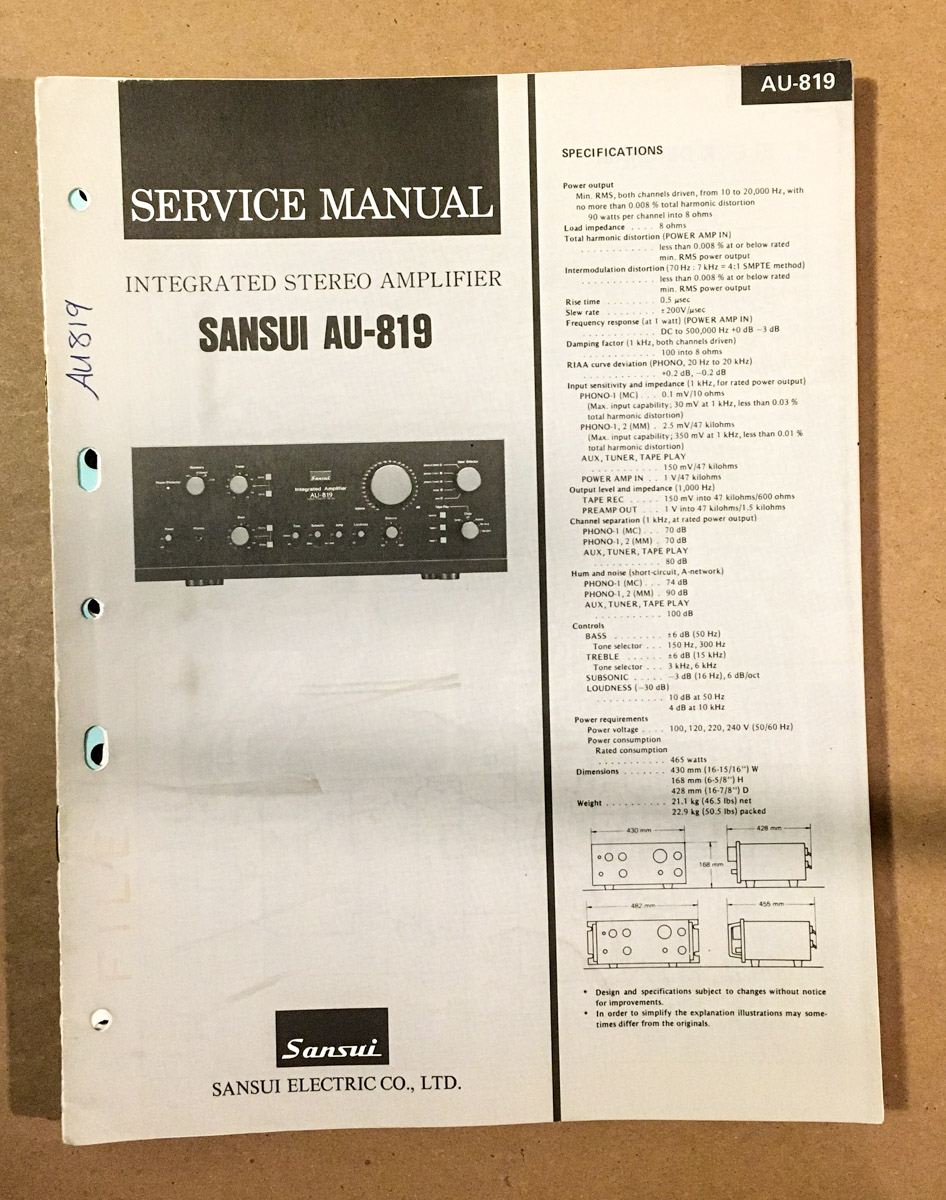 SERVICE MANUAL
INTEGRATED STEREO AMPLIFIER
SANSUI AU-819
AU819
Sansui
Integrated Amplifier
AU-819
Sansui
SANSUI ELECTRIC CO., LTD.
AU-819
SPECIFICATIONS
Power output
Min. RMS, both channels driven, from 10 to 20,000 Hz, with
no more than 0.008 % total harmonic distortion
90 watts per channel into 8 ohms
Load impedance . . . . 8 ohms
Total harmonic distortion (POWER AMP IN)
. . . . . . . . . . . . less than 0.008 % at or below rated
min. RMS power output
Intermodulation distortion (70 Hz : 7 kHz = 4:1 SMPTE method)
. . . . . . . . . . . . less than 0.008 % at or below rated
min. RMS power output
Rise time . . . . . . . . 0.5 μsec
Slew rate . . . . . . . . ±200V/μsec
Frequency response (at 1 watt) (POWER AMP IN)
. . . . . . . . . . . . DC to 500,000 Hz +0 dB −3 dB
Damping factor (1 kHz, both channels driven)
. . . . . . . . . . . . 100 into 8 ohms
RIAA curve deviation (PHONO, 20 Hz to 20 kHz)
. . . . . . . . . . . . +0.2 dB, −0.2 dB
Input sensitivity and impedance (1 kHz, for rated power output)
PHONO-1 (MC) . . . 0.1 mV/10 ohms
(Max. input capability; 30 mV at 1 kHz, less than 0.03 %
total harmonic distortion)
PHONO-1, 2 (MM) . 2.5 mV/47 kilohms
(Max. input capability; 350 mV at 1 kHz, less than 0.01 %
total harmonic distortion)
AUX, TUNER, TAPE PLAY
. . . . . . . . . . . 150 mV/47 kilohms
POWER AMP IN . . 1 V/47 kilohms
Output level and impedance (1,000 Hz)
TAPE REC . . . . . 150 mV into 47 kilohms/600 ohms
PREAMP OUT . . . . 1 V into 47 kilohms/1.5 kilohms
Channel separation (1 kHz, at rated power output)
PHONO-1 (MC) . . . 70 dB
PHONO-1, 2 (MM) . 70 dB
AUX, TUNER, TAPE PLAY
. . . . . . . . . . . 80 dB
Hum and noise (short-circuit, A-network)
PHONO-1 (MC) . . . 74 dB
PHONO-1, 2 (MM) . 90 dB
AUX, TUNER, TAPE PLAY
. . . . . . . . . . . 100 dB
Controls
BASS . . . . . . . . ±6 dB (50 Hz)
Tone selector . . . 150 Hz, 300 Hz
TREBLE . . . . . . ±6 dB (15 kHz)
Tone selector . . . 3 kHz, 6 kHz
SUBSONIC . . . . . −3 dB (16 Hz), 6 dB/oct
LOUDNESS (−30 dB)
. . . . . . . . . . . 10 dB at 50 Hz
4 dB at 10 kHz
Power requirements
Power voltage . . . . 100, 120, 220, 240 V (50/60 Hz)
Power consumption
Rated consumption
. . . . . . . . . . . 465 watts
Dimensions . . . . . . . 430 mm (16-15/16") W
168 mm (6-5/8") H
428 mm (16-7/8") D
Weight . . . . . . . . . . 21.1 kg (46.5 lbs) net
22.9 kg (50.5 lbs) packed
430 mm
428 mm
168 mm
482 mm
455 mm
* Design and specifications subject to changes without notice
for improvements.
* In order to simplify the explanation illustrations may some-
times differ from the originals.